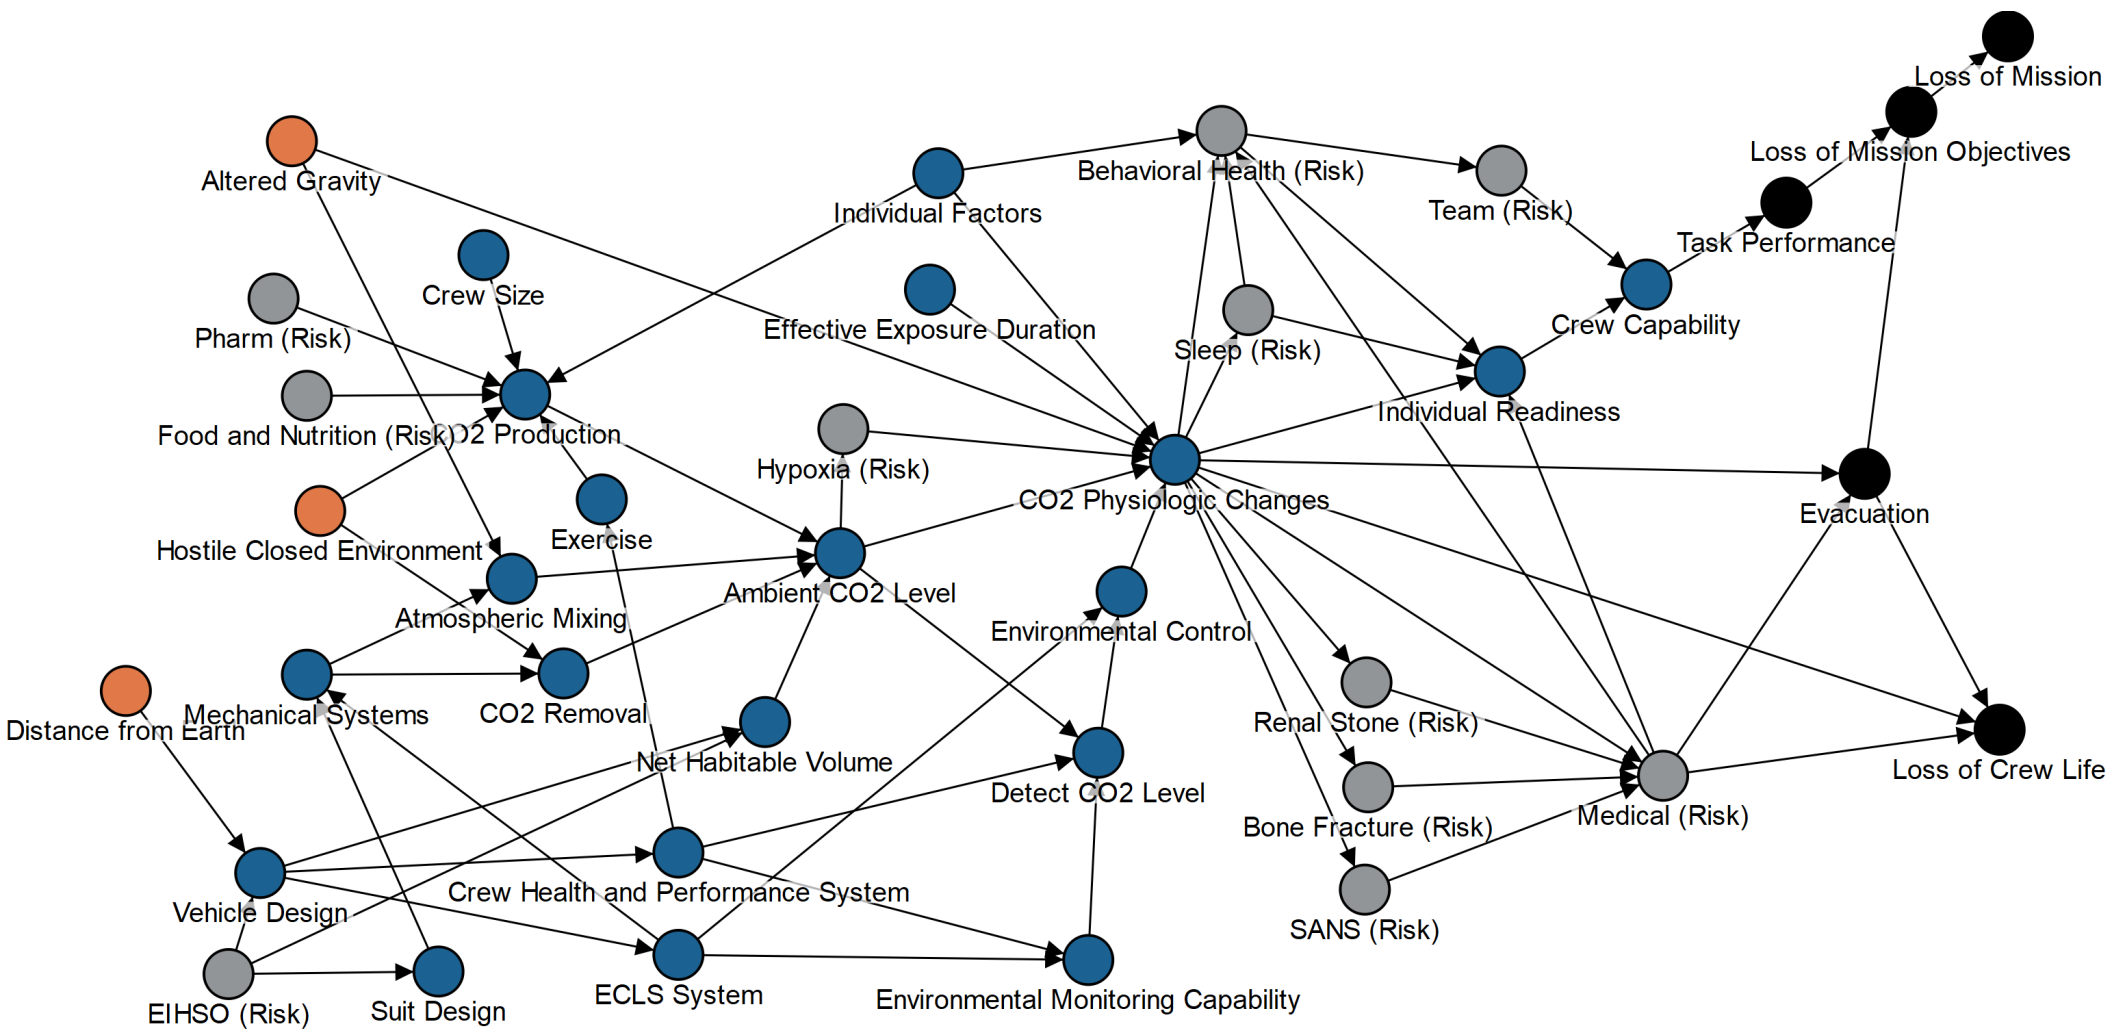 Loss of Mission
Loss of Mission Objectives
Behavioral Health (Risk)
Altered Gravity
Individual Factors
Team (Risk)
Task Performance
Crew Size
Effective Exposure Duration
Crew Capability
Pharm (Risk)
Sleep (Risk)
Individual Readiness
Food and Nutrition (Risk)
CO2 Production
Hypoxia (Risk)
CO2 Physiologic Changes
Evacuation
Hostile Closed Environment
Exercise
Ambient CO2 Level
Atmospheric Mixing
Environmental Control
Mechanical Systems
CO2 Removal
Renal Stone (Risk)
Distance from Earth
Net Habitable Volume
Loss of Crew Life
Detect CO2 Level
Medical (Risk)
Bone Fracture (Risk)
Crew Health and Performance System
Vehicle Design
SANS (Risk)
ECLS System
Environmental Monitoring Capability
EIHSO (Risk)
Suit Design